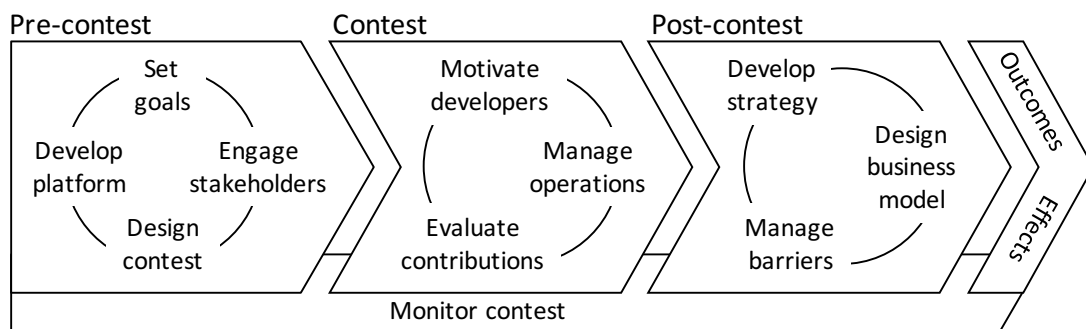 Pre-contest
Set
goals
Develop
platform
Engage
stakeholders
Design
contest
Contest
Motivate
developers
Manage
operations
Evaluate
contributions
Post-contest
Develop
strategy
Design
business
model
Manage
barriers
Outcomes
Effects
Monitor contest